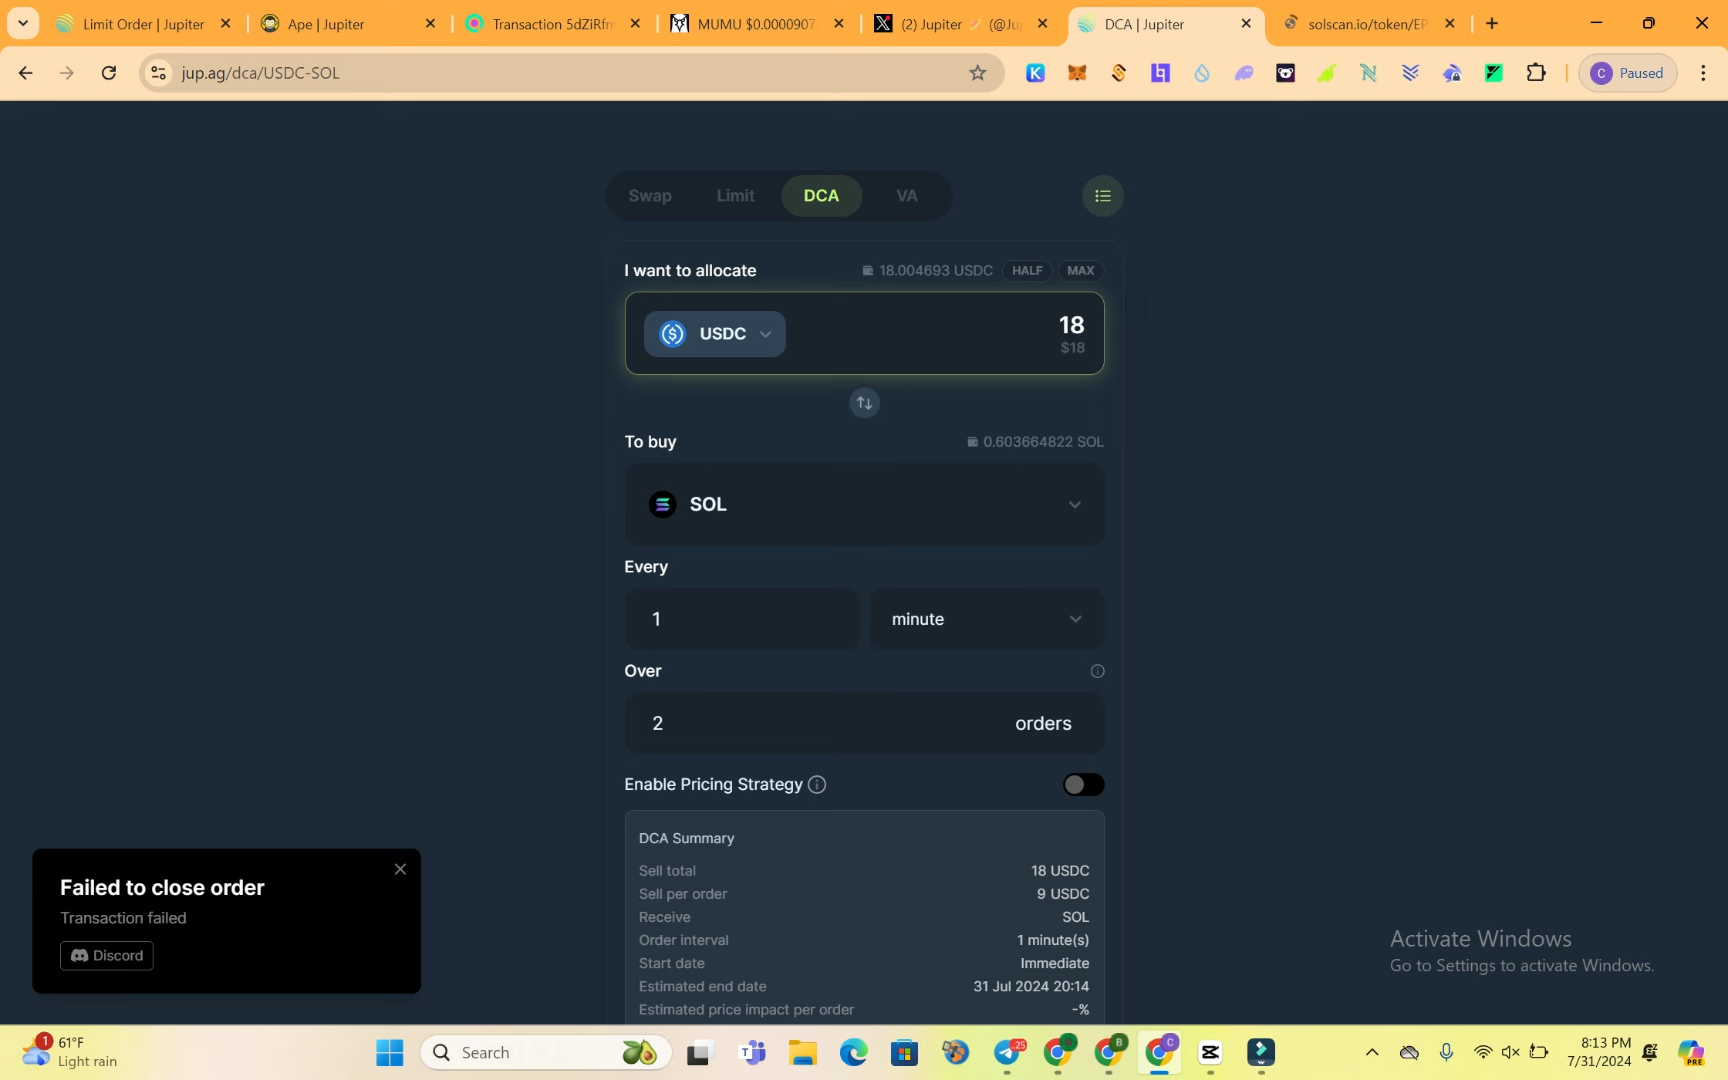 Limit Order | Jupiter
Ape | Jupiter
Transaction 5dZiRfm
MUMU $0.0000907
(2) Jupiter 🪐 (@Ju
DCA | Jupiter
solscan.io/token/EP
jup.ag/dca/USDC-SOL
C Paused
Swap Limit DCA VA
I want to allocate 18.004693 USDC HALF MAX
USDC 18
$18
To buy 0.603664822 SOL
SOL
Every
1 minute
Over
2 orders
Enable Pricing Strategy
DCA Summary
Sell total 18 USDC
Sell per order 9 USDC
Receive SOL
Order interval 1 minute(s)
Start date Immediate
Estimated end date 31 Jul 2024 20:14
Estimated price impact per order -%
Failed to close order
Transaction failed
Discord
Activate Windows
Go to Settings to activate Windows.
1 61°F
Light rain
Search
25
B
C
8:13 PM
7/31/2024
PRE